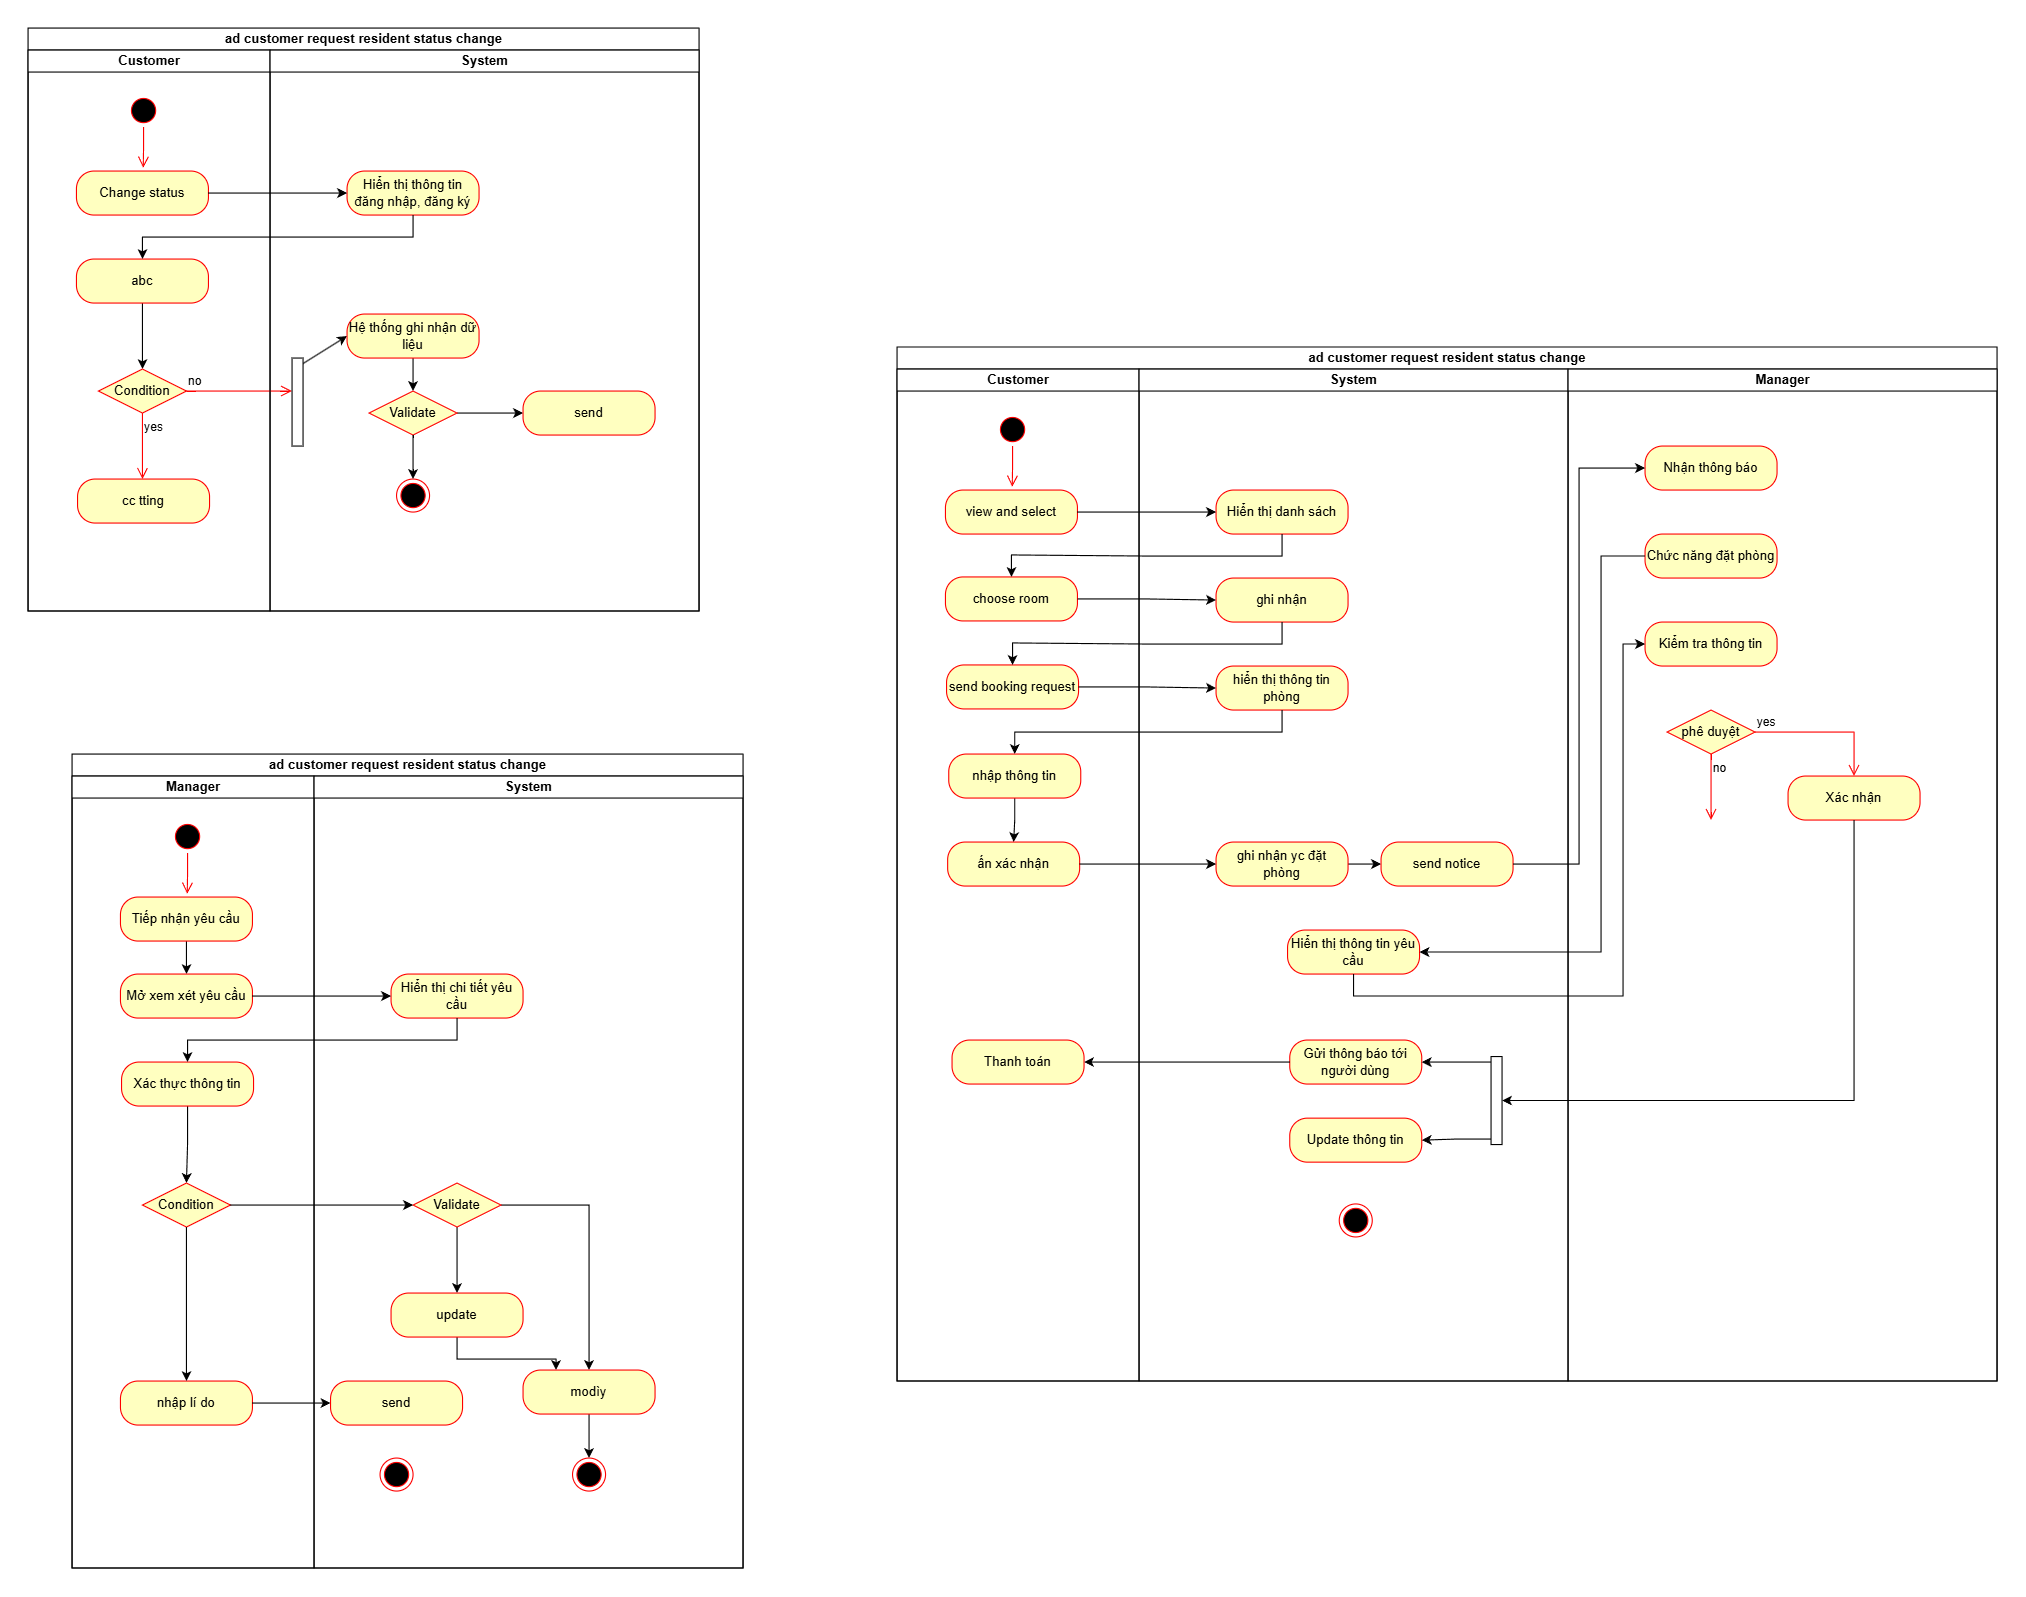 ad customer request resident status change
Customer
System
Change status
Hiển thị thông tin
đăng nhập, đăng ký
abc
Hệ thống ghi nhận dữ
liệu
Condition
no
yes
Validate
send
cc tting
ad customer request resident status change
Customer
System
Manager
Nhận thông báo
view and select
Hiển thị danh sách
Chức năng đặt phòng
choose room
ghi nhận
Kiểm tra thông tin
send booking request
hiển thị thông tin
phòng
phê duyệt
yes
no
nhập thông tin
Xác nhận
ấn xác nhận
ghi nhận yc đặt
phòng
send notice
Hiển thị thông tin yêu
cầu
Thanh toán
Gửi thông báo tới
người dùng
Update thông tin
ad customer request resident status change
Manager
System
Tiếp nhận yêu cầu
Mở xem xét yêu cầu
Hiển thị chi tiết yêu
cầu
Xác thực thông tin
Condition
Validate
update
modiy
nhập lí do
send